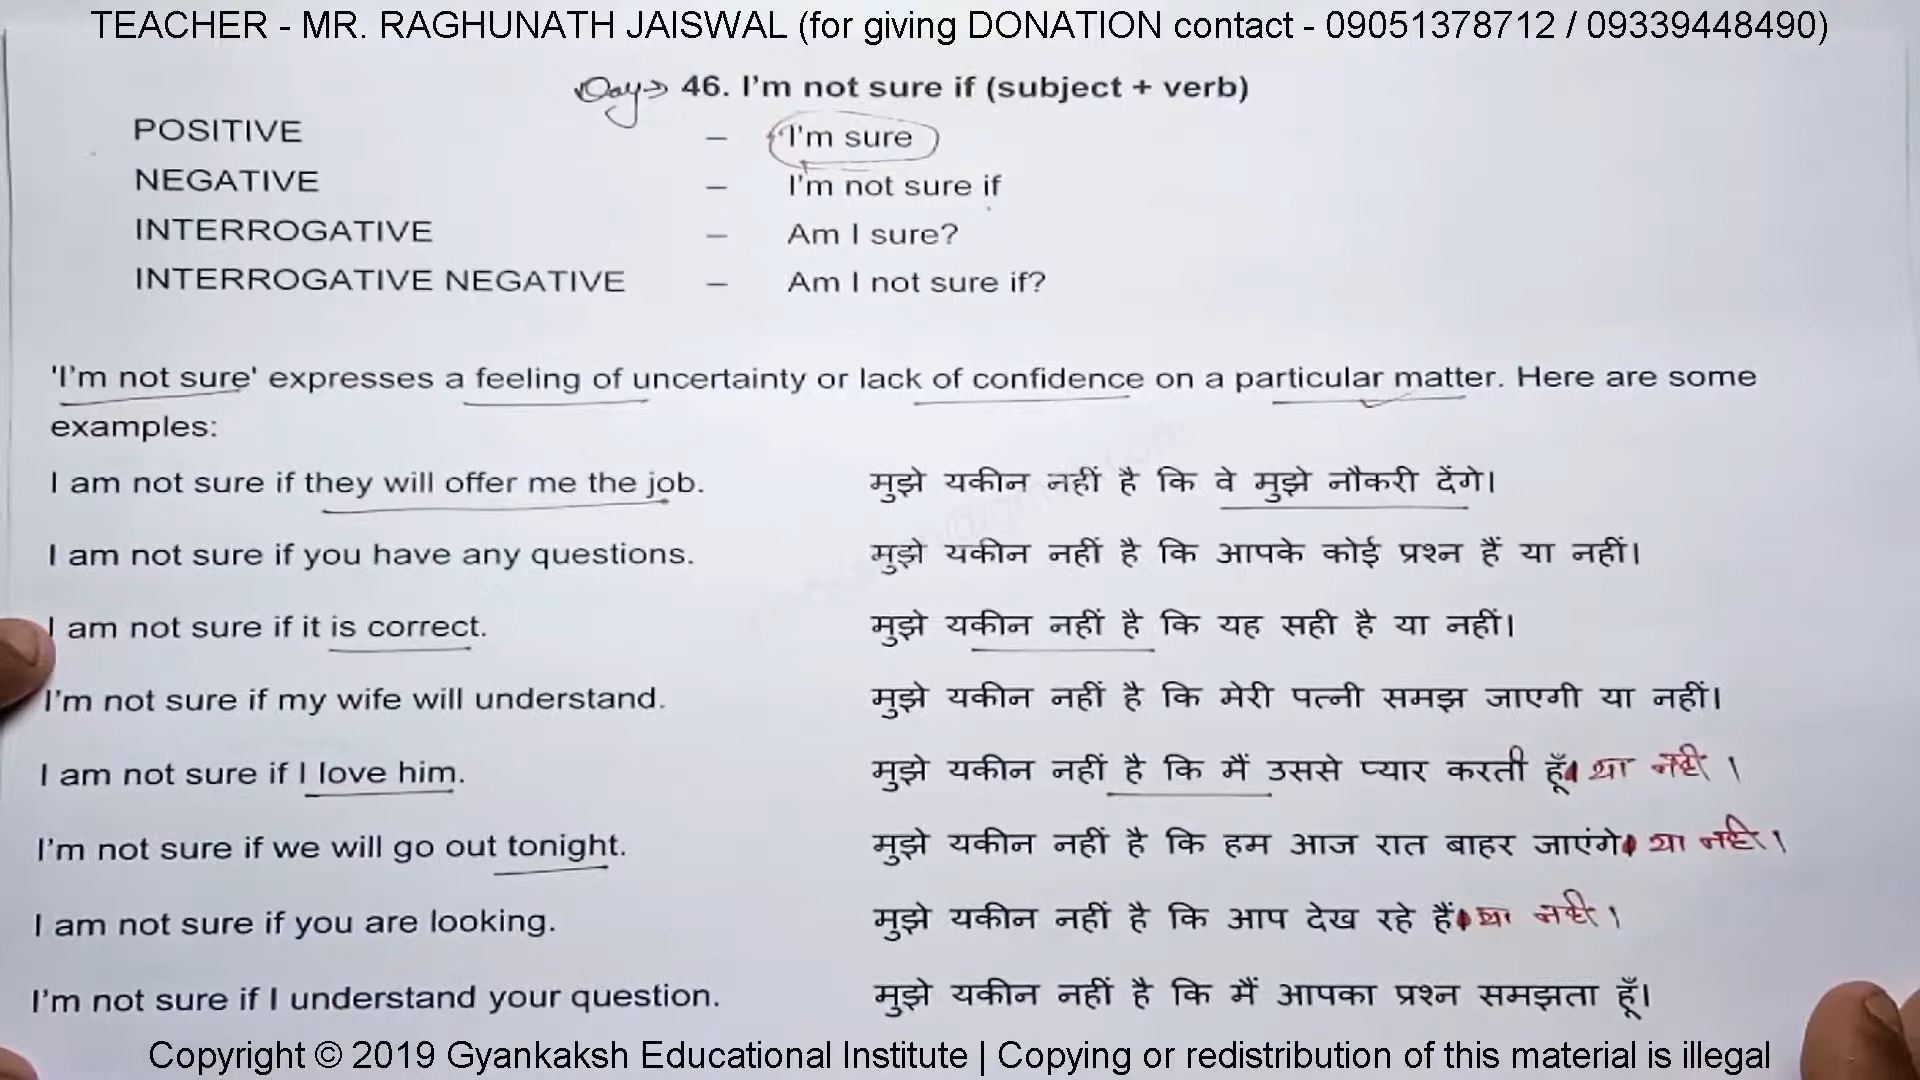 TEACHER - MR. RAGHUNATH JAISWAL (for giving DONATION contact - 09051378712 / 09339448490)
Day→ 46. I'm not sure if (subject + verb)
POSITIVE – I'm sure
NEGATIVE – I'm not sure if
INTERROGATIVE – Am I sure?
INTERROGATIVE NEGATIVE – Am I not sure if?
'I'm not sure' expresses a feeling of uncertainty or lack of confidence on a particular matter. Here are some
examples:
I am not sure if they will offer me the job. मुझे यकीन नहीं है कि वे मुझे नौकरी देंगे।
I am not sure if you have any questions. मुझे यकीन नहीं है कि आपके कोई प्रश्न हैं या नहीं।
I am not sure if it is correct. मुझे यकीन नहीं है कि यह सही है या नहीं।
I'm not sure if my wife will understand. मुझे यकीन नहीं है कि मेरी पत्नी समझ जाएगी या नहीं।
I am not sure if I love him. मुझे यकीन नहीं है कि मैं उससे प्यार करती हूँ या नही।
I'm not sure if we will go out tonight. मुझे यकीन नहीं है कि हम आज रात बाहर जाएंगे या नही।
I am not sure if you are looking. मुझे यकीन नहीं है कि आप देख रहे हैं या नही।
I'm not sure if I understand your question. मुझे यकीन नहीं है कि मैं आपका प्रश्न समझता हूँ।
Copyright © 2019 Gyankaksh Educational Institute | Copying or redistribution of this material is illegal